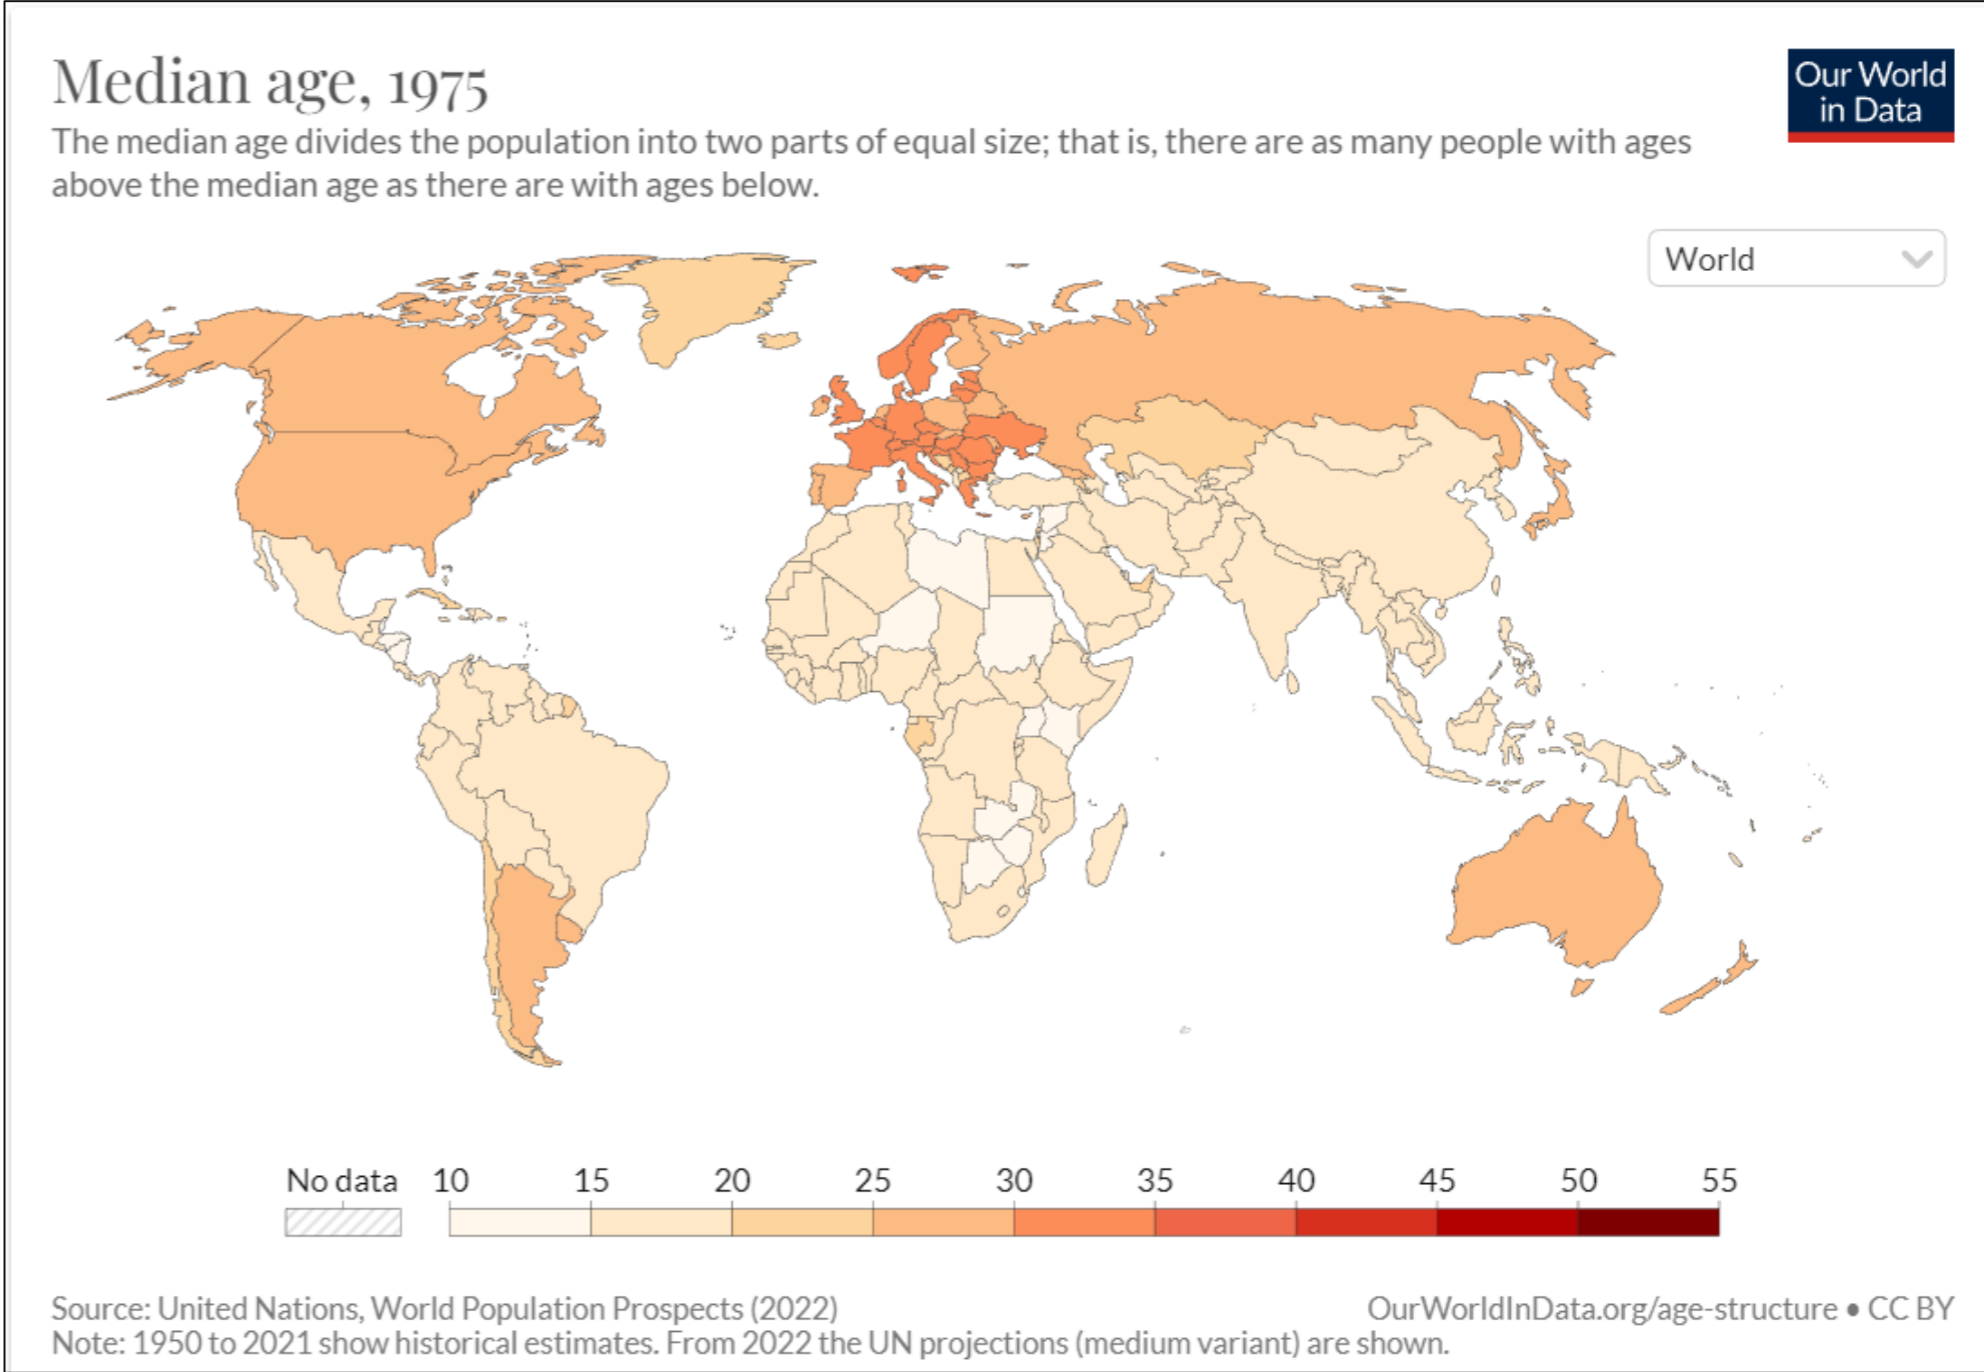 Median age, 1975
Our World
in Data
The median age divides the population into two parts of equal size; that is, there are as many people with ages
above the median age as there are with ages below.
World
No data 10 15 20 25 30 35 40 45 50 55
Source: United Nations, World Population Prospects (2022)
OurWorldInData.org/age-structure • CC BY
Note: 1950 to 2021 show historical estimates. From 2022 the UN projections (medium variant) are shown.